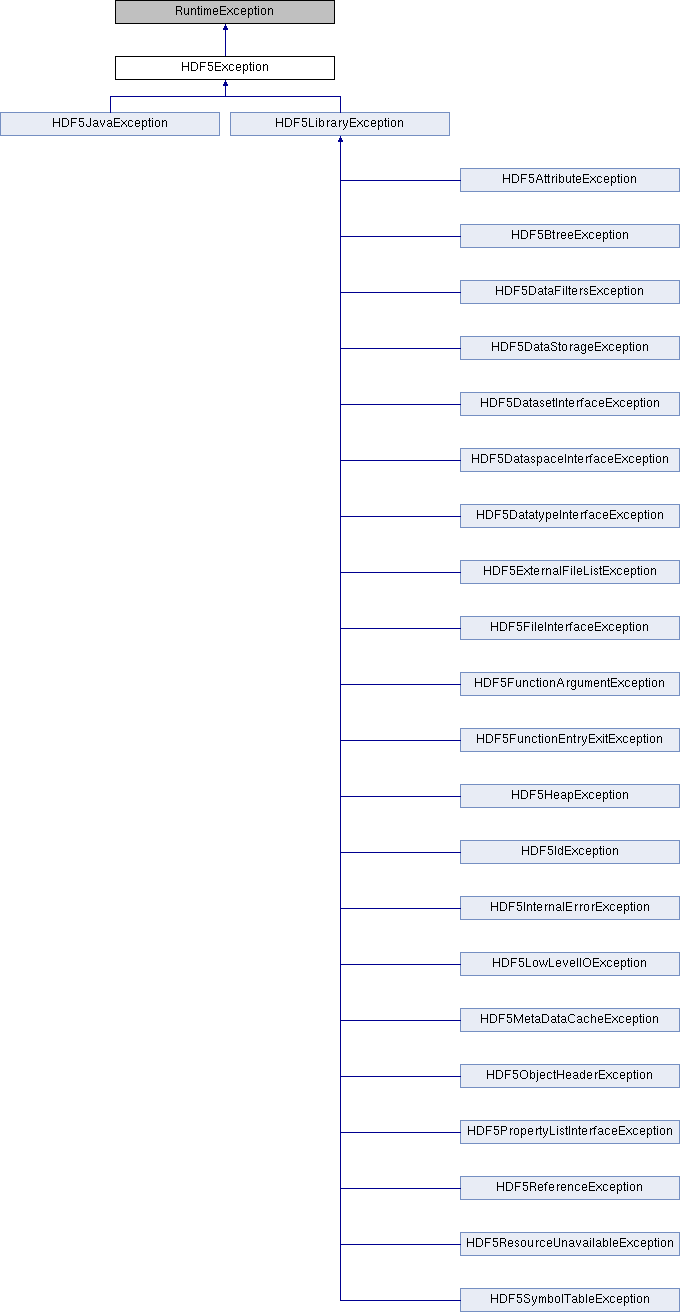 RuntimeException
HDF5Exception
HDF5JavaException
HDF5LibraryException
HDF5AttributeException
HDF5BtreeException
HDF5DataFiltersException
HDF5DataStorageException
HDF5DatasetInterfaceException
HDF5DataspaceInterfaceException
HDF5DatatypeInterfaceException
HDF5ExternalFileListException
HDF5FileInterfaceException
HDF5FunctionArgumentException
HDF5FunctionEntryExitException
HDF5HeapException
HDF5IdException
HDF5InternalErrorException
HDF5LowLevelIOException
HDF5MetaDataCacheException
HDF5ObjectHeaderException
HDF5PropertyListInterfaceException
HDF5ReferenceException
HDF5ResourceUnavailableException
HDF5SymbolTableException